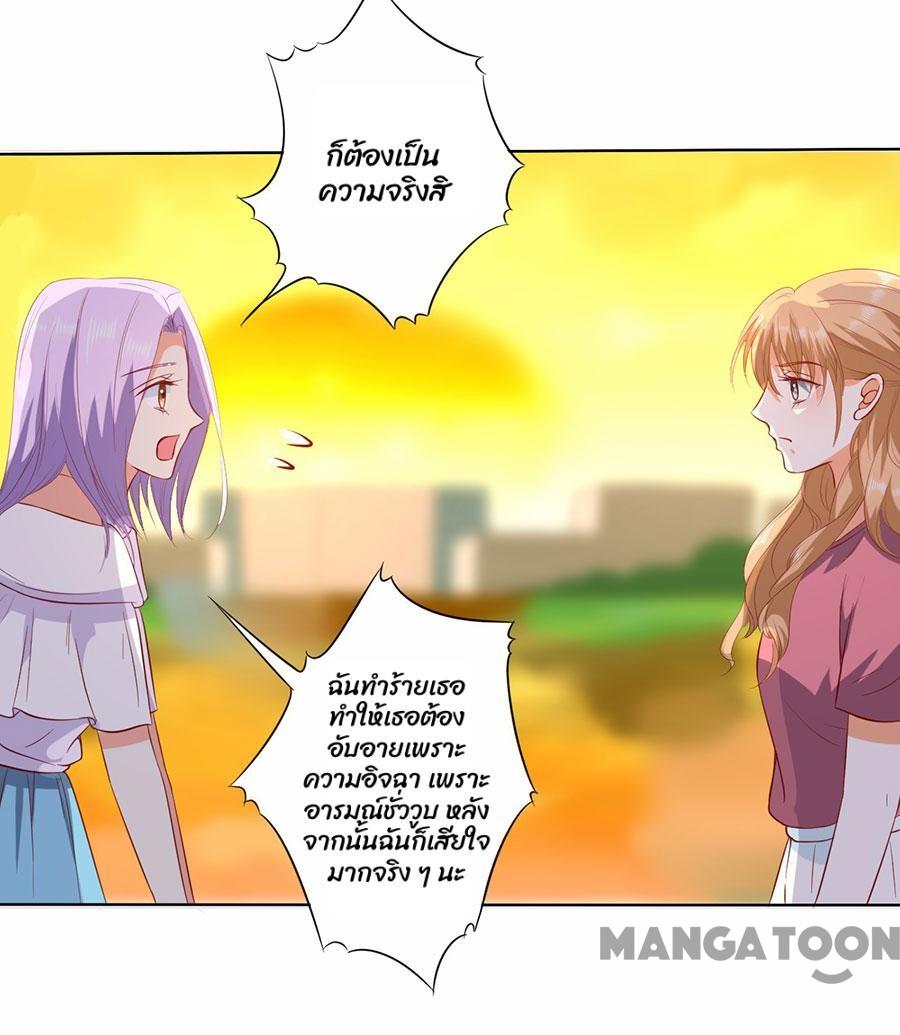 ก็ต้องเป็น
ความจริงสิ
ฉันทำร้ายเธอ
ทำให้เธอต้อง
อับอายเพราะ
ความอิจฉา เพราะ
อารมณ์ชั่ววูบ หลัง
จากนั้นฉันก็เสียใจ
มากจริง ๆ นะ
MANGATOON